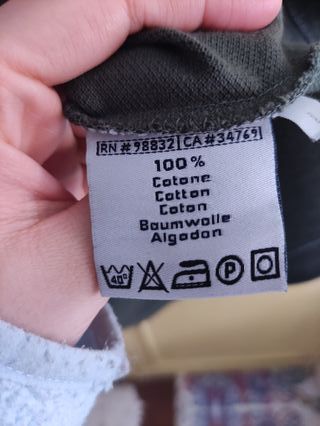 RN # 98832 CA # 34769
100 %
Cotone
Cotton
Coton
Baumwolle
Algodon
40°
P